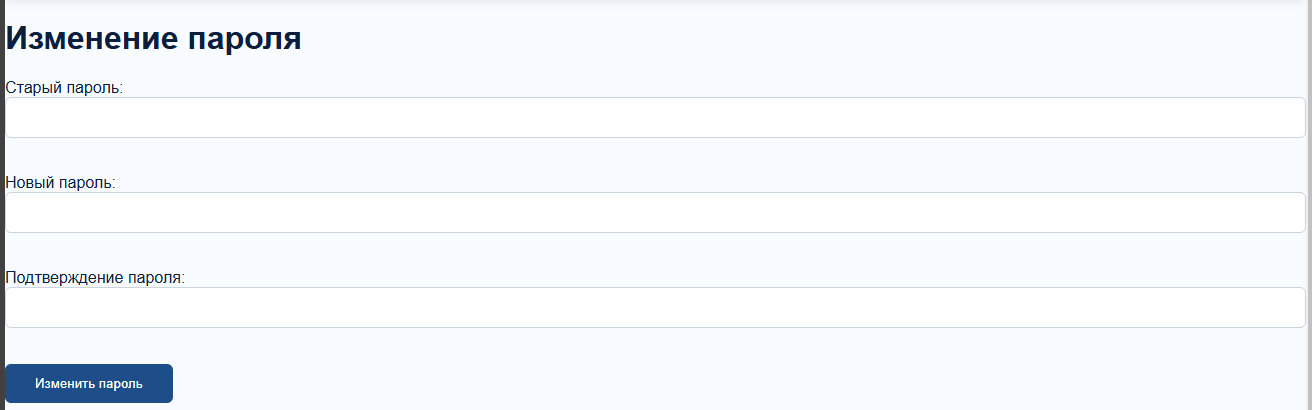 Изменение пароля
Старый пароль:
Новый пароль:
Подтверждение пароля:
Изменить пароль